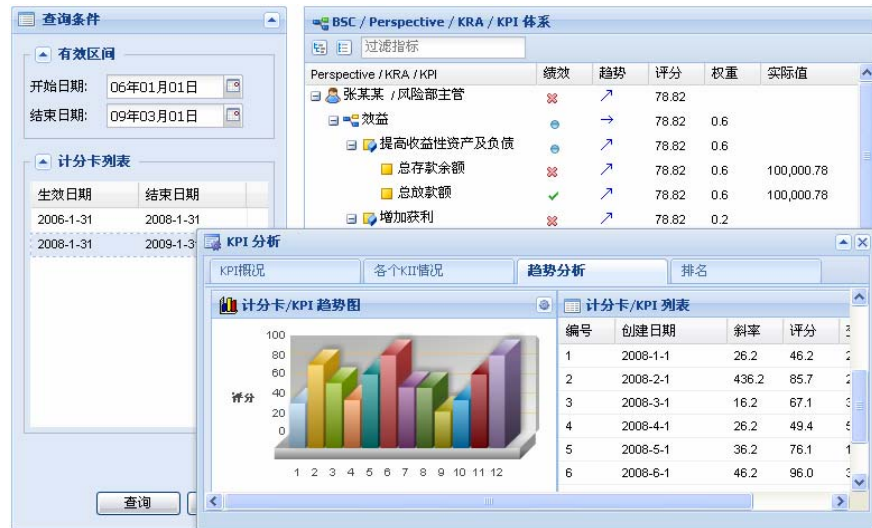 查询条件
有效区间
开始日期: 06年01月01日
结束日期: 09年03月01日
计分卡列表
生效日期 结束日期
2006-1-31 2008-1-31
2008-1-31 2009-1-3
查询
BSC / Perspective / KRA / KPI 体系
过滤指标
Perspective / KRA / KPI 绩效 趋势 评分 权重 实际值
张某某 / 风险部主管 78.82
效益 78.82 0.6
提高收益性资产及负债 78.82 0.6
总存款余额 78.82 0.6 100,000.78
总放款额 78.82 0.6 100,000.78
增加获利 78.82 0.2
KPI 分析
KPI概况 各个KII情况 趋势分析 排名
计分卡/KPI 趋势图
100
80
60
40
20
0
评分
1 2 3 4 5 6 7 8 9 10 11 12
计分卡/KPI 列表
编号 创建日期 斜率 评分
1 2008-1-1 26.2 46.2
2 2008-2-1 436.2 85.7
3 2008-3-1 16.2 67.1
4 2008-4-1 26.2 49.4
5 2008-5-1 36.2 76.1
6 2008-6-1 46.2 96.0